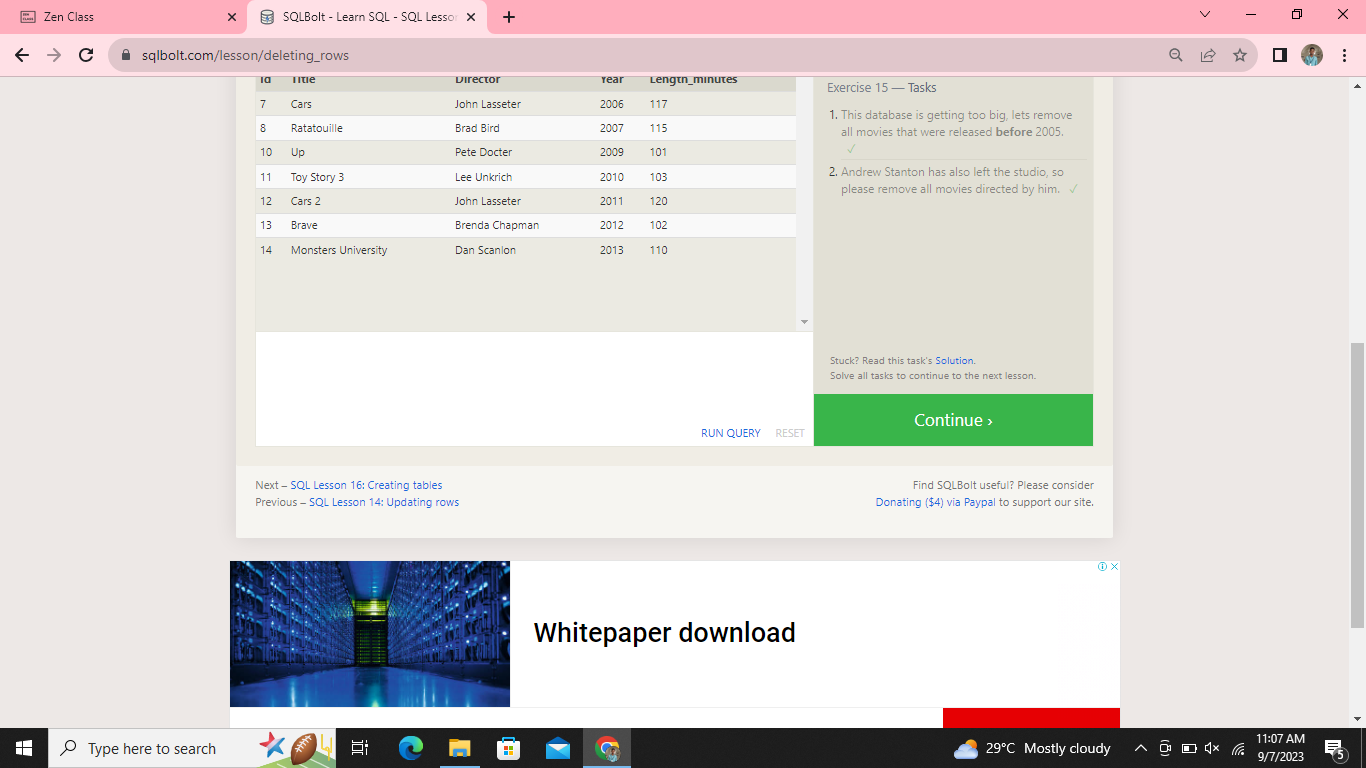 Zen Class
SQLBolt - Learn SQL - SQL Lesson
sqlbolt.com/lesson/deleting_rows
Id Title Director Year Length_minutes
7 Cars John Lasseter 2006 117
8 Ratatouille Brad Bird 2007 115
10 Up Pete Docter 2009 101
11 Toy Story 3 Lee Unkrich 2010 103
12 Cars 2 John Lasseter 2011 120
13 Brave Brenda Chapman 2012 102
14 Monsters University Dan Scanlon 2013 110
RUN QUERY RESET
Exercise 15 — Tasks
1. This database is getting too big, lets remove
all movies that were released before 2005.
✓
2. Andrew Stanton has also left the studio, so
please remove all movies directed by him. ✓
Stuck? Read this task's Solution.
Solve all tasks to continue to the next lesson.
Continue ›
Next – SQL Lesson 16: Creating tables
Previous – SQL Lesson 14: Updating rows
Find SQLBolt useful? Please consider
Donating ($4) via Paypal to support our site.
Whitepaper download
Type here to search
29°C Mostly cloudy
11:07 AM
9/7/2023
5